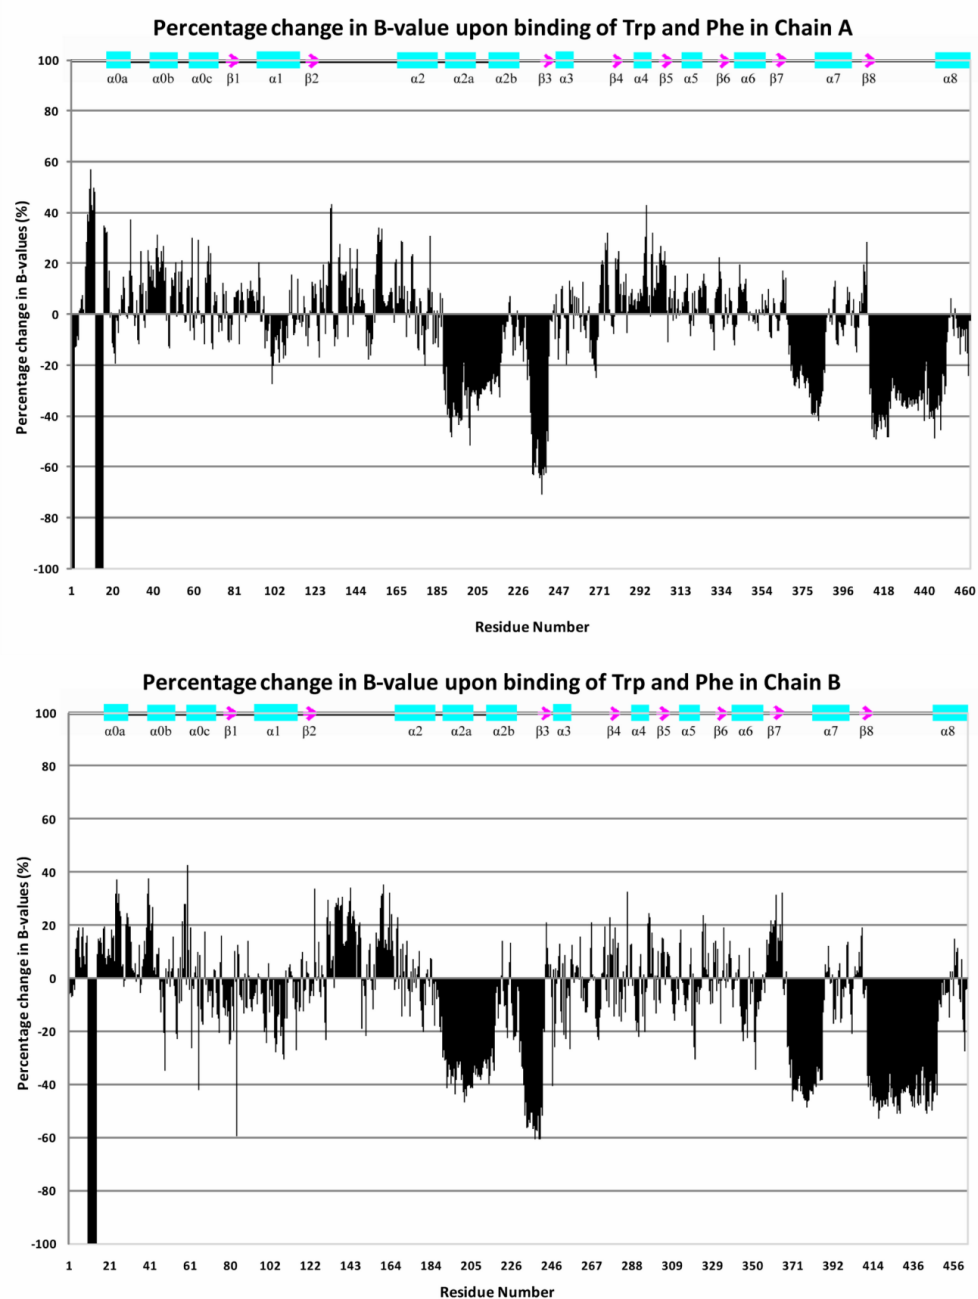 Percentage change in B-value upon binding of Trp and Phe in Chain A
100
α0a α0b α0c β1 α1 β2 α2 α2a α2b β3 α3 β4 α4 β5 α5 β6 α6 β7 α7 β8 α8
80
60
40
20
0
-20
-40
-60
-80
-100
Percentage change in B-values (%)
1 20 40 60 81 102 123 144 165 185 205 226 247 271 292 313 334 354 375 396 418 440 460
Residue Number
Percentage change in B-value upon binding of Trp and Phe in Chain B
100
α0a α0b α0c β1 α1 β2 α2 α2a α2b β3 α3 β4 α4 β5 α5 β6 α6 β7 α7 β8 α8
80
60
40
20
0
-20
-40
-60
-80
-100
Percentage change in B-values (%)
1 21 41 61 80 102 122 143 164 184 205 226 246 267 288 309 329 350 371 392 414 436 456
Residue Number